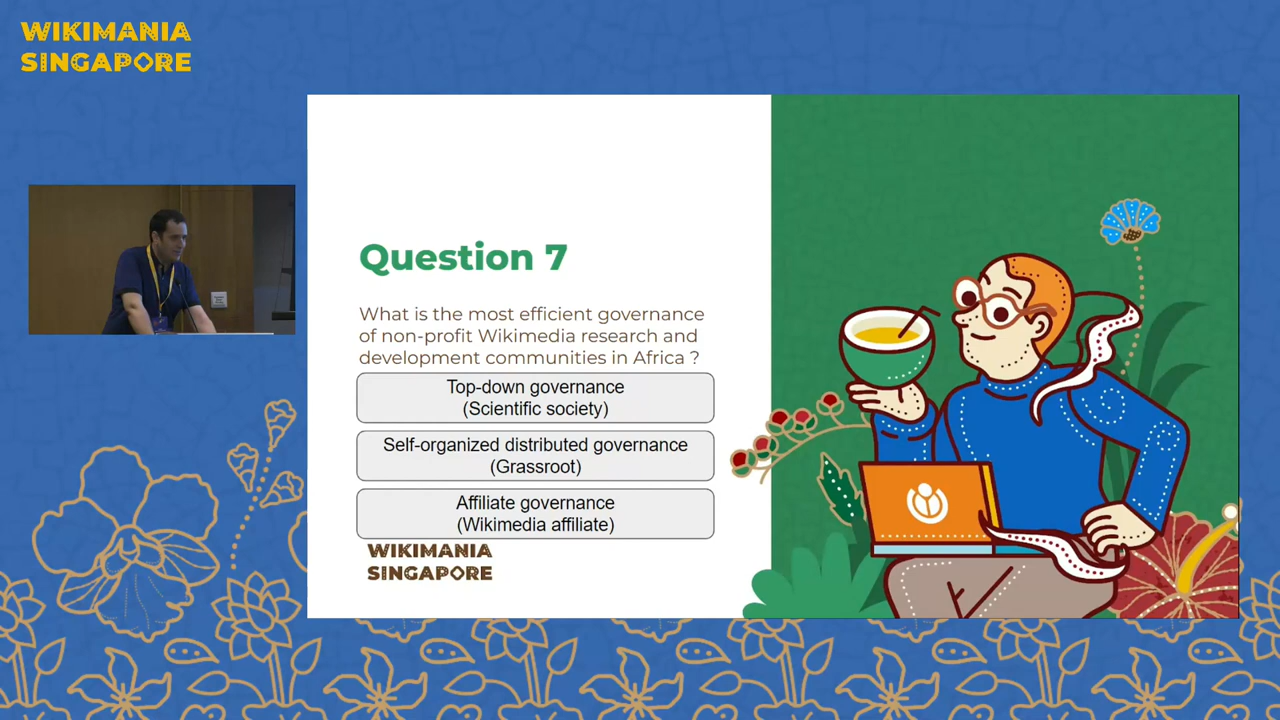 WIKIMANIA
SINGAPORE
Question 7
What is the most efficient governance
of non-profit Wikimedia research and
development communities in Africa ?
Top-down governance
(Scientific society)
Self-organized distributed governance
(Grassroot)
Affiliate governance
(Wikimedia affiliate)
WIKIMANIA
SINGAPORE